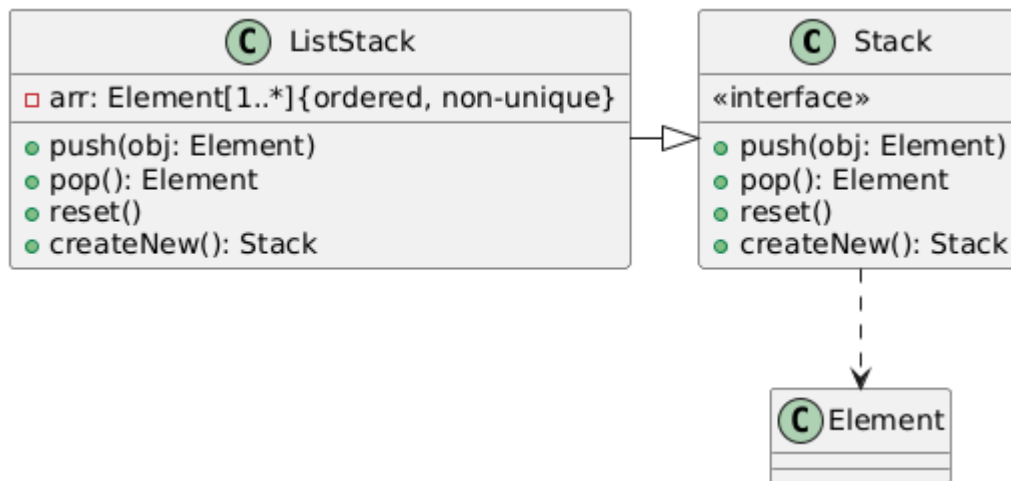 C ListStack
arr: Element[1..*]{ordered, non-unique}
push(obj: Element)
pop(): Element
reset()
createNew(): Stack
C Stack
«interface»
push(obj: Element)
pop(): Element
reset()
createNew(): Stack
C Element